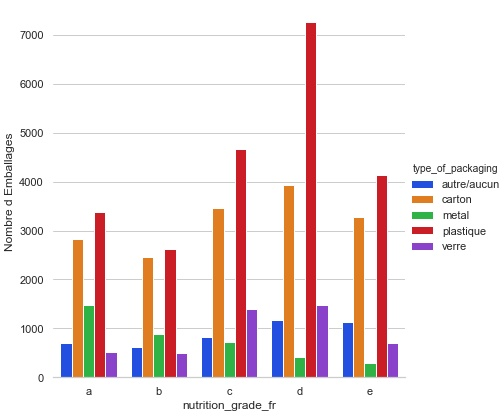 7000
6000
5000
4000
3000
2000
1000
0
Nombre d Emballages
a b c d e
nutrition_grade_fr
type_of_packaging
autre/aucun
carton
metal
plastique
verre